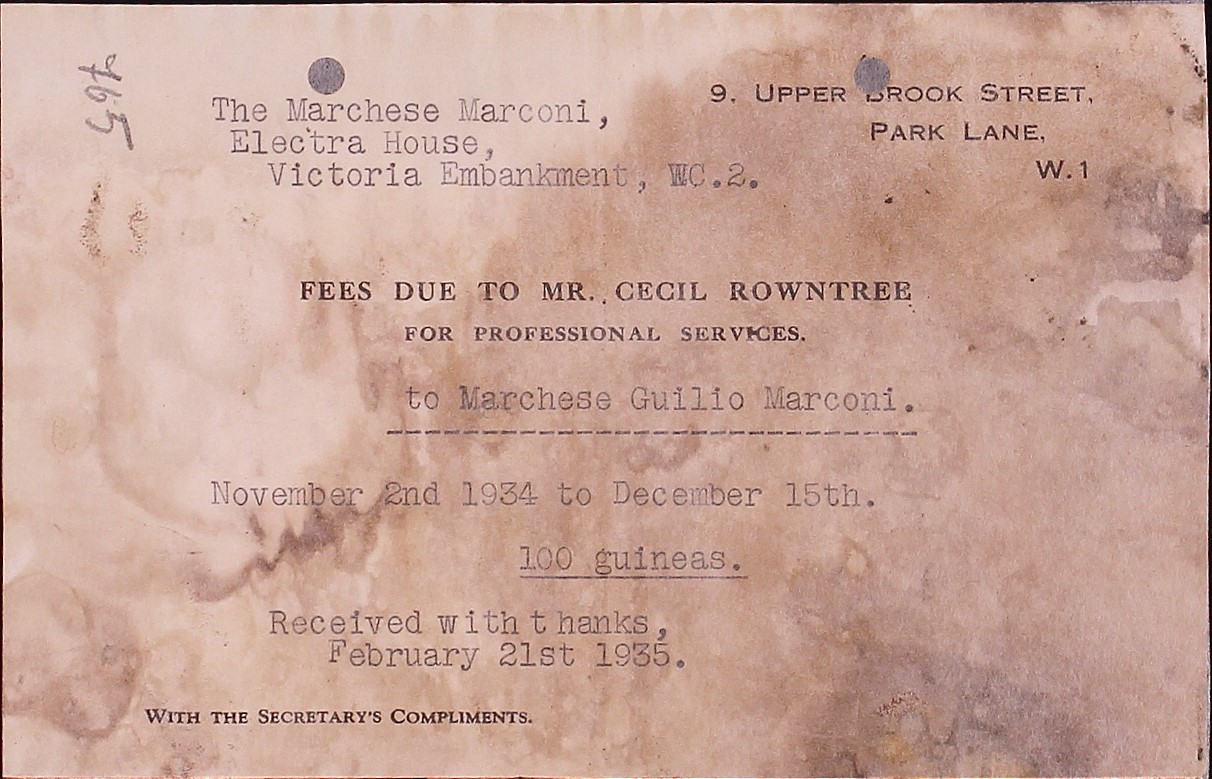 465
The Marchese Marconi,
Electra House,
Victoria Embankment, WC.2.
9. UPPER BROOK STREET,
PARK LANE,
W.1
FEES DUE TO MR. CECIL ROWNTREE
FOR PROFESSIONAL SERVICES.
to Marchese Guilio Marconi.
November 2nd 1934 to December 15th.
100 guineas.
Received with t hanks,
February 21st 1935.
WITH THE SECRETARY'S COMPLIMENTS.